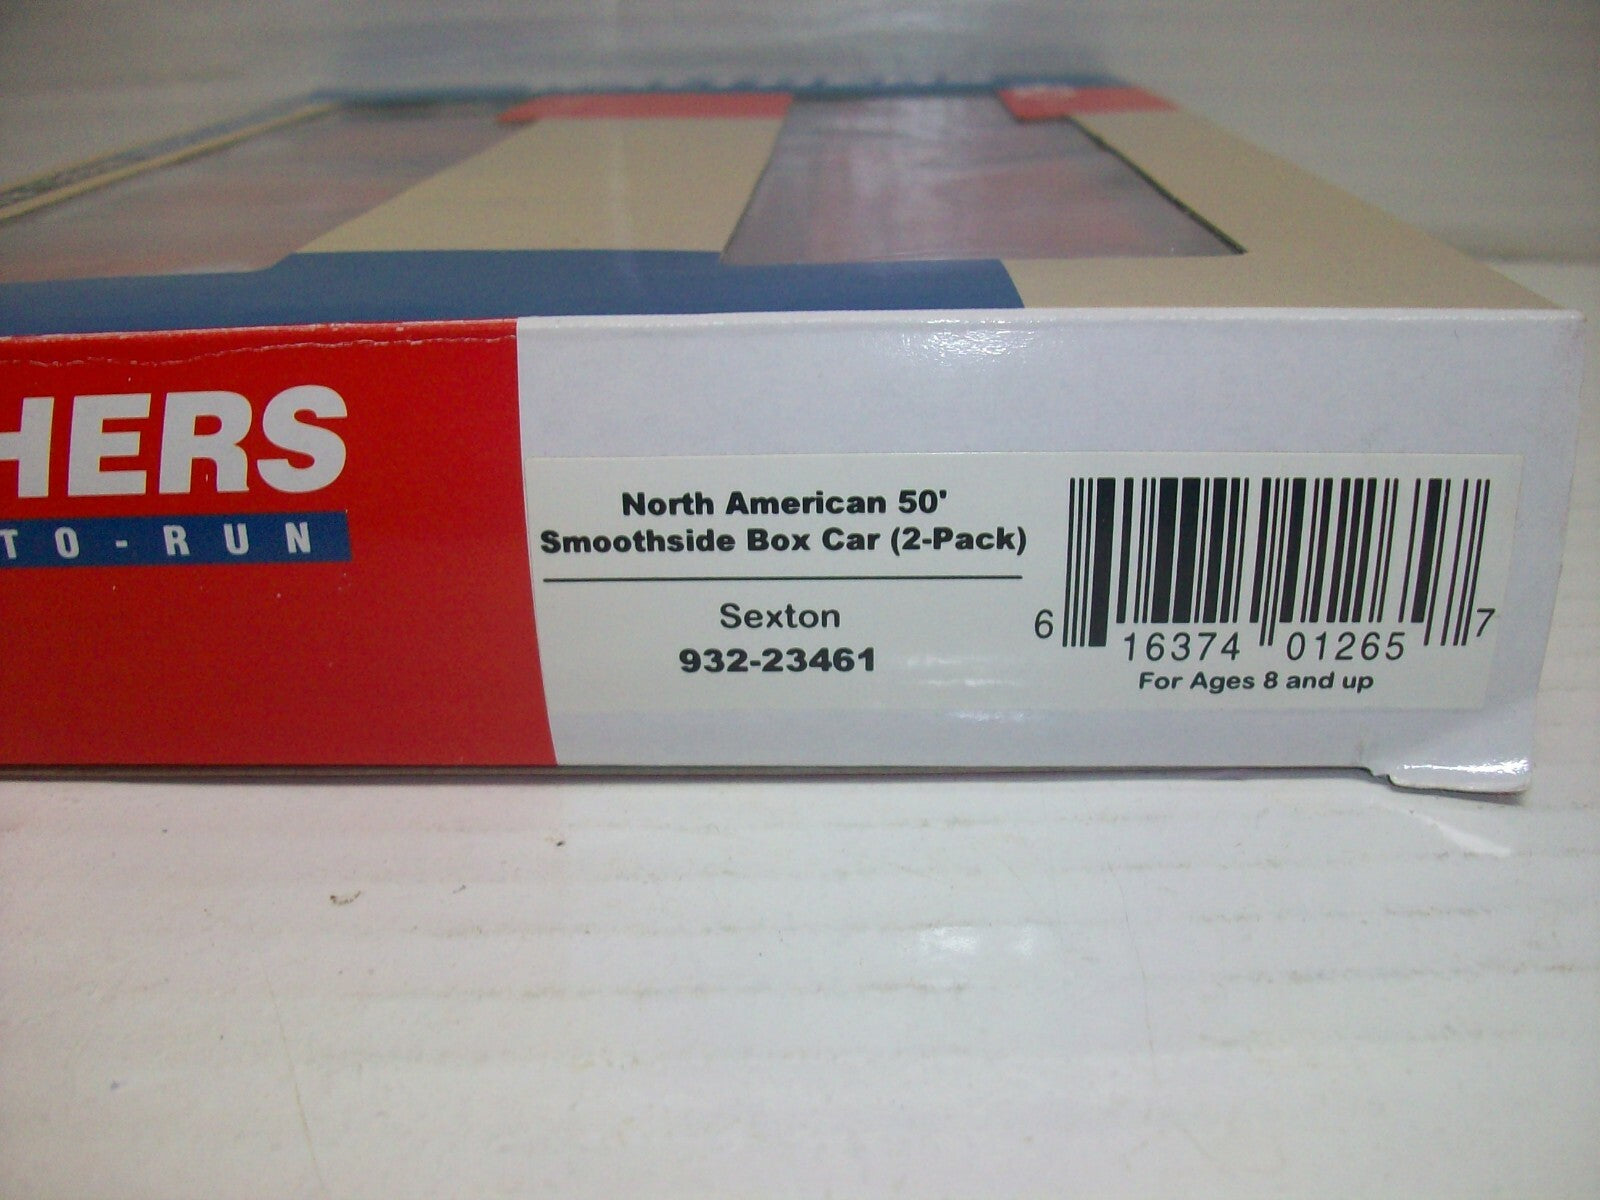 HERS
TO-RUN
North American 50'
Smoothside Box Car (2-Pack)
Sexton
932-23461
6 16374 01265 7
For Ages 8 and up